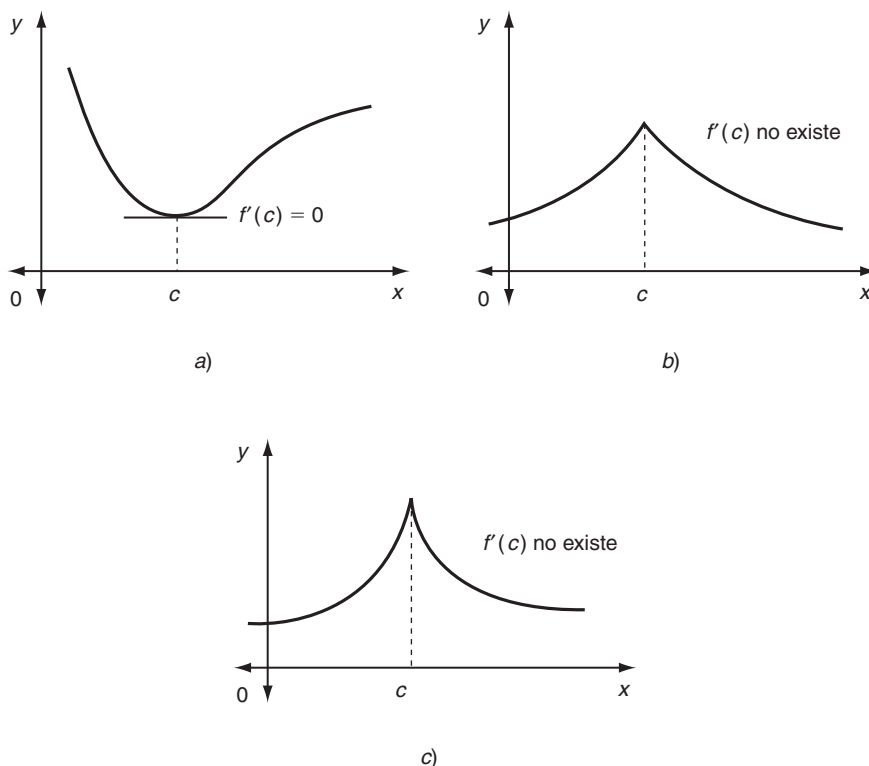 y
f'(c) = 0
0
c
x
a)
y
f'(c) no existe
0
c
x
b)
y
f'(c) no existe
0
c
x
c)